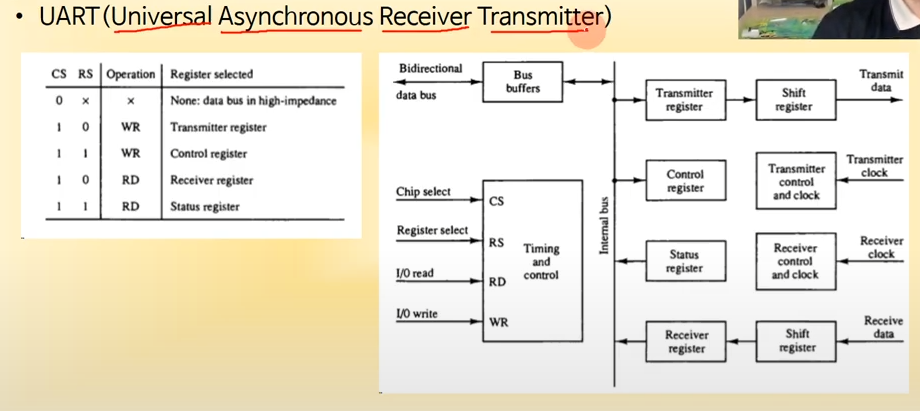 • UART(Universal Asynchronous Receiver Transmitter)
CS RS Operation Register selected
0 × × None: data bus in high-impedance
1 0 WR Transmitter register
1 1 WR Control register
1 0 RD Receiver register
1 1 RD Status register
Bidirectional
data bus
Bus
buffers
Transmitter
register
Shift
register
Transmit
data
Control
register
Transmitter
control
and clock
Transmitter
clock
Chip select
CS
Register select
RS
Timing
and
control
I/O read
RD
I/O write
WR
Internal bus
Status
register
Receiver
control
and clock
Receiver
clock
Receiver
register
Shift
register
Receive
data